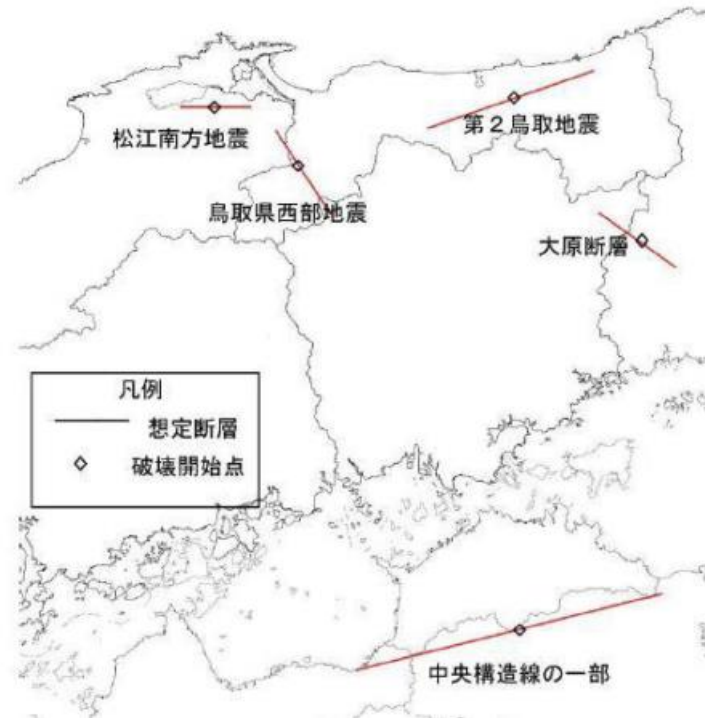 松江南方地震
第２鳥取地震
鳥取県西部地震
大原断層
凡例
想定断層
破壊開始点
中央構造線の一部